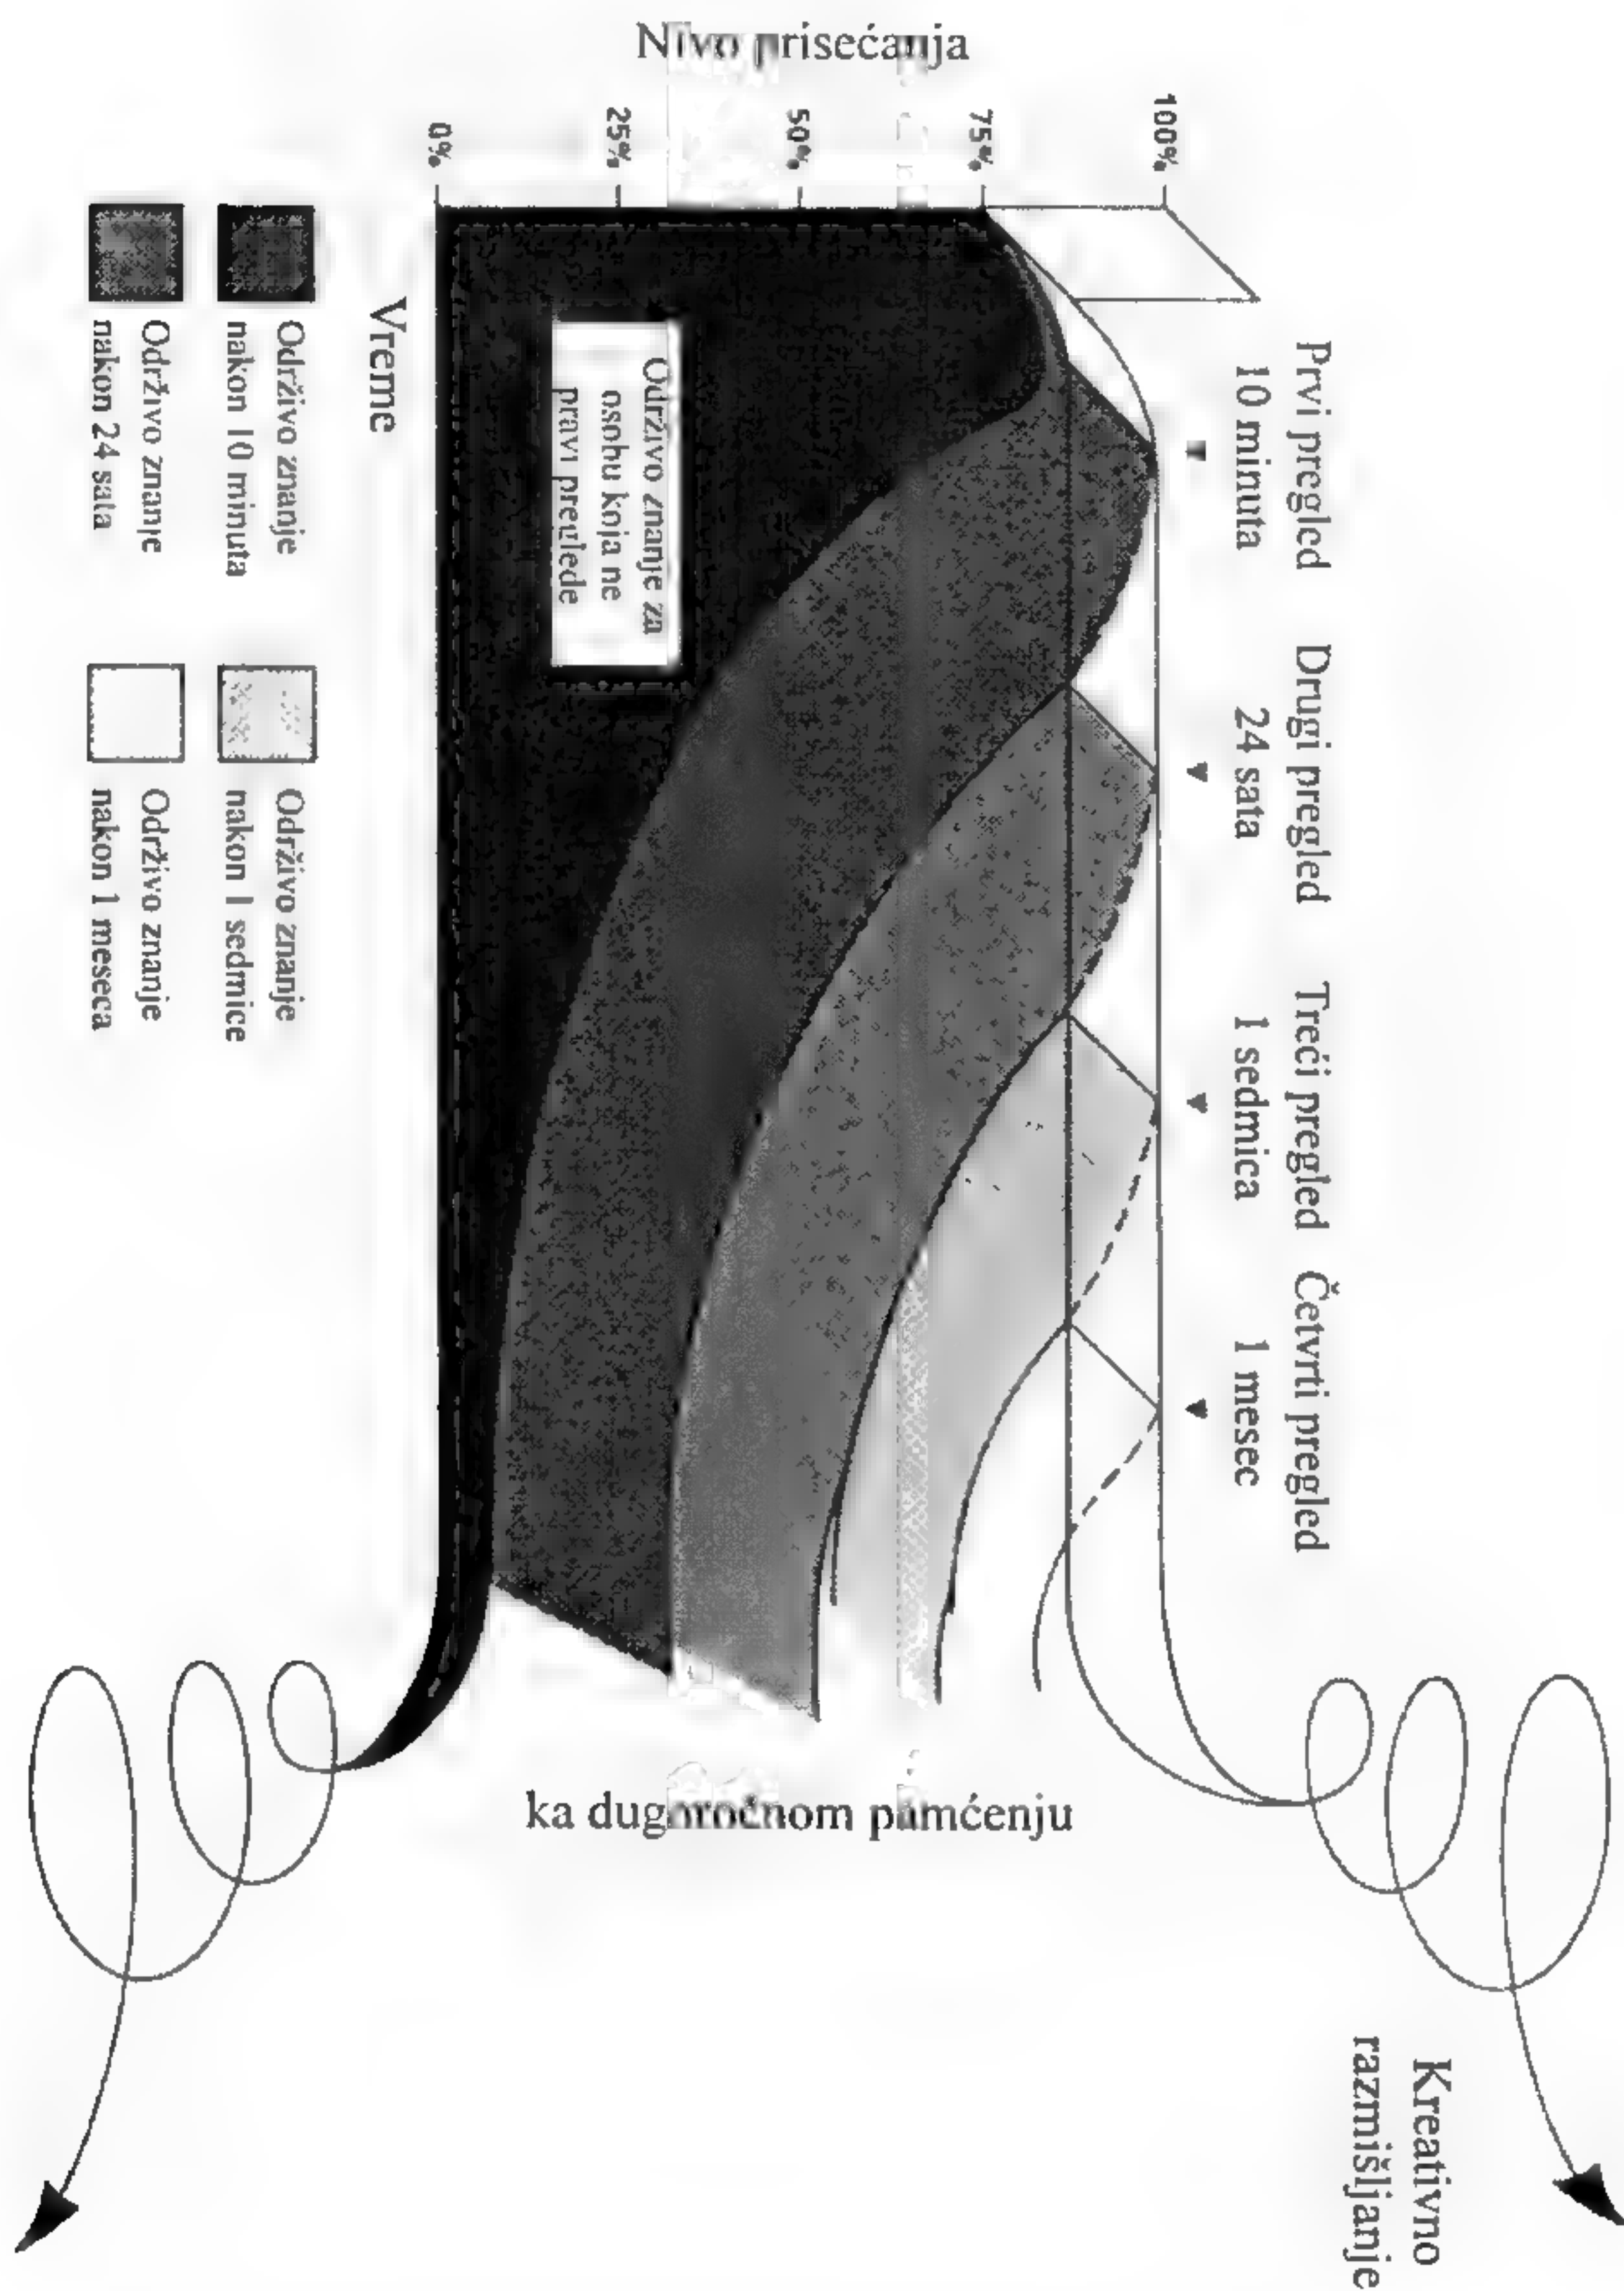 Nivo prisećanja
100%
75%
50%
25%
0%
Prvi pregled
10 minuta
Drugi pregled
24 sata
Treći pregled
1 sedmica
Četvrti pregled
1 mesec
Održivo znanje za
osobu koja ne
pravi preglede
Vreme
Održivo znanje
nakon 10 minuta
Održivo znanje
nakon 24 sata
Održivo znanje
nakon 1 sedmice
Održivo znanje
nakon 1 meseca
ka dugoročnom pamćenju
Kreativno
razmišljanje